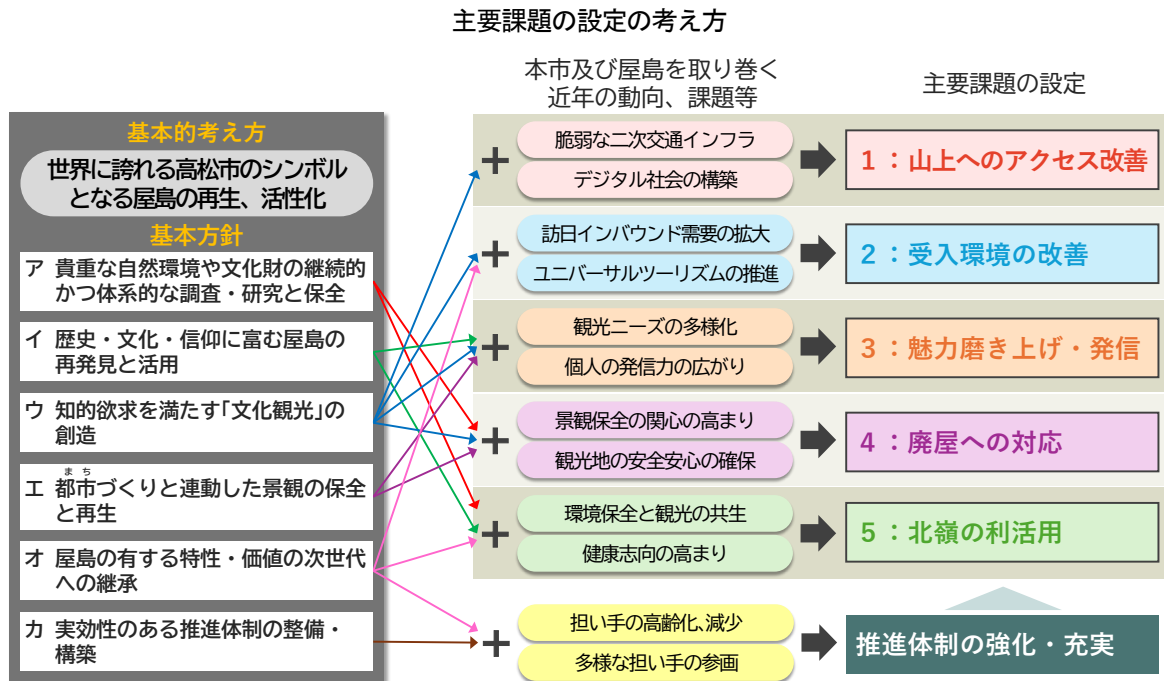 主要課題の設定の考え方
本市及び屋島を取り巻く
近年の動向、課題等
主要課題の設定
基本的考え方
世界に誇れる高松市のシンボル
となる屋島の再生、活性化
基本方針
ア 貴重な自然環境や文化財の継続的
かつ体系的な調査・研究と保全
イ 歴史・文化・信仰に富む屋島の
再発見と活用
ウ 知的欲求を満たす｢文化観光｣の
創造
まち
エ 都市づくりと連動した景観の保全
と再生
オ 屋島の有する特性・価値の次世代
への継承
カ 実効性のある推進体制の整備・
構築
+
脆弱な二次交通インフラ
デジタル社会の構築
1：山上へのアクセス改善
+
訪日インバウンド需要の拡大
ユニバーサルツーリズムの推進
2：受入環境の改善
+
観光ニーズの多様化
個人の発信力の広がり
3：魅力磨き上げ・発信
+
景観保全の関心の高まり
観光地の安全安心の確保
4：廃屋への対応
+
環境保全と観光の共生
健康志向の高まり
5：北嶺の利活用
+
担い手の高齢化、減少
多様な担い手の参画
推進体制の強化・充実